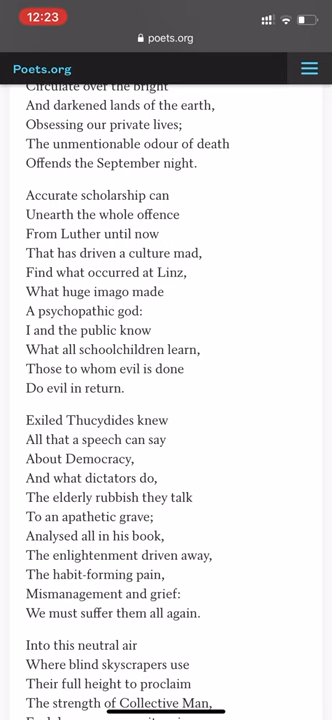 12:23
poets.org
Poets.org
Circulate over the bright
And darkened lands of the earth,
Obsessing our private lives;
The unmentionable odour of death
Offends the September night.
Accurate scholarship can
Unearth the whole offence
From Luther until now
That has driven a culture mad,
Find what occurred at Linz,
What huge imago made
A psychopathic god:
I and the public know
What all schoolchildren learn,
Those to whom evil is done
Do evil in return.
Exiled Thucydides knew
All that a speech can say
About Democracy,
And what dictators do,
The elderly rubbish they talk
To an apathetic grave;
Analysed all in his book,
The enlightenment driven away,
The habit-forming pain,
Mismanagement and grief:
We must suffer them all again.
Into this neutral air
Where blind skyscrapers use
Their full height to proclaim
The strength of Collective Man,